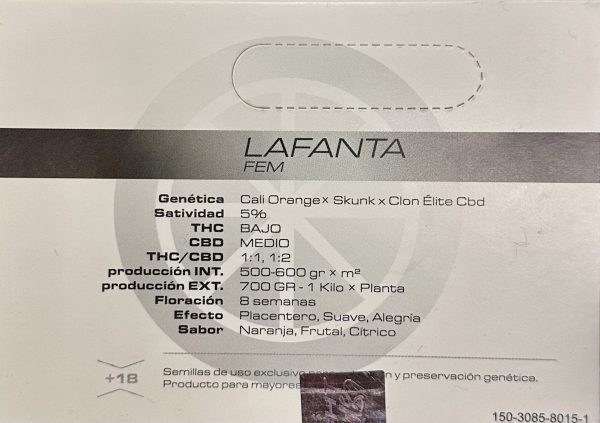 LAFANTA
FEM
Genética Cali Orange x Skunk x Clon Élite Cbd
Satividad 5%
THC BAJO
CBD MEDIO
THC/CBD 1:1, 1:2
producción INT. 500-600 gr x m²
producción EXT. 700 GR - 1 Kilo x Planta
Floración 8 semanas
Efecto Placentero, Suave, Alegría
Sabor Naranja, Frutal, Cítrico
+18
Semillas de uso exclusivo y preservación genética.
Producto para mayores
150-3085-8015-1